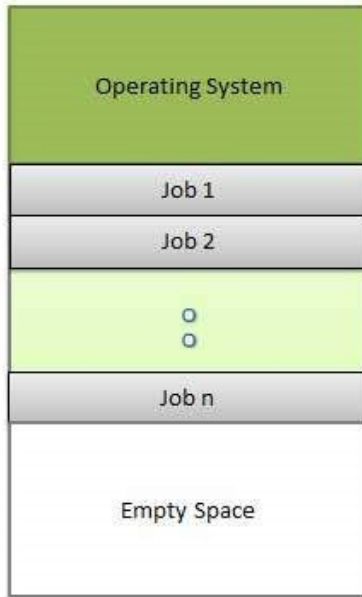 Operating System
Job 1
Job 2
o
o
Job n
Empty Space